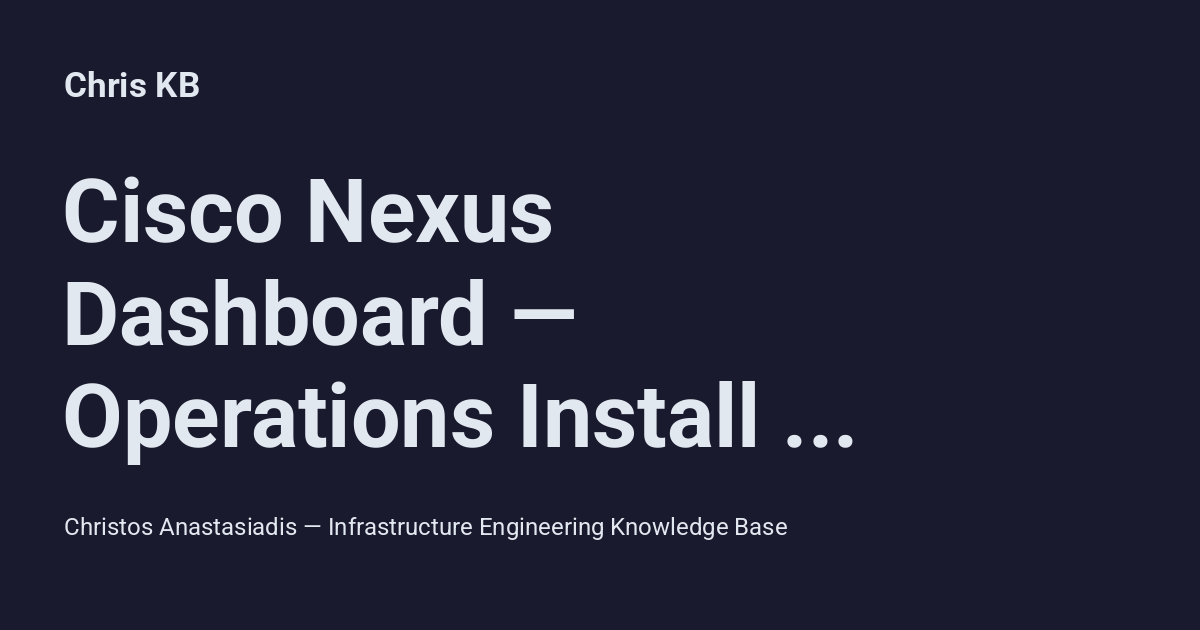 Chris KB
Cisco Nexus
Dashboard —
Operations Install ...
Christos Anastasiadis — Infrastructure Engineering Knowledge Base